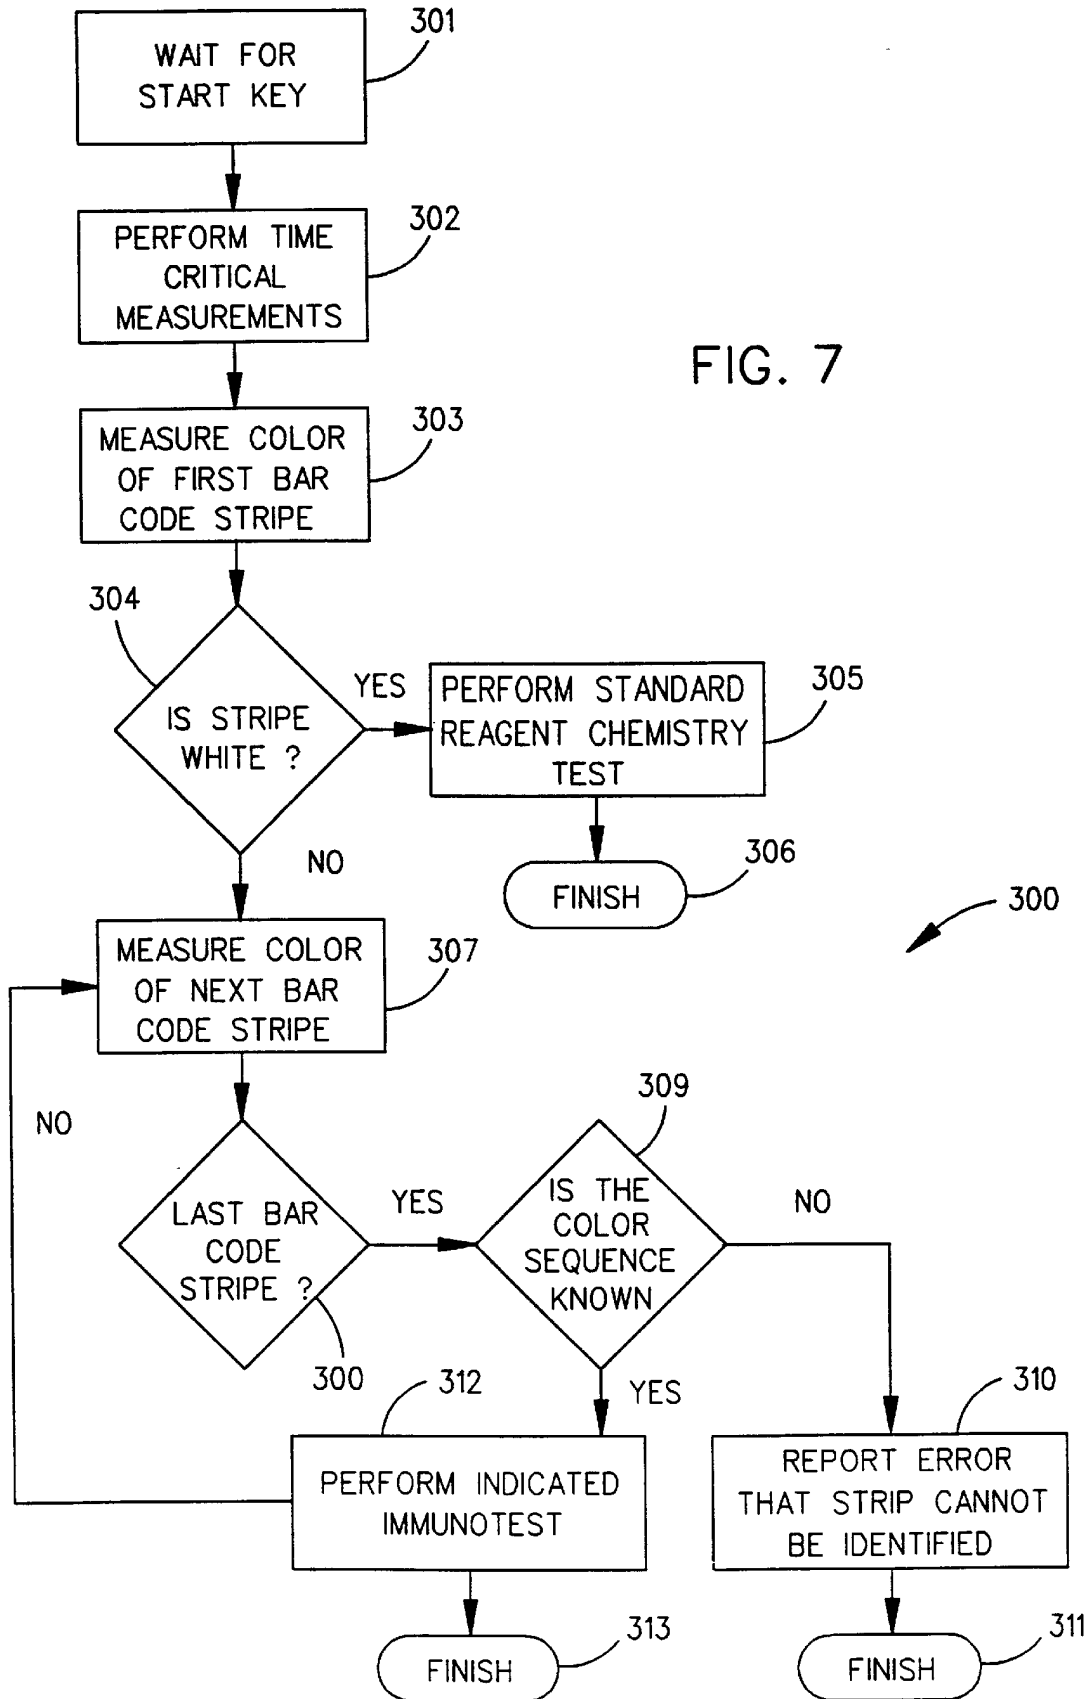 301
WAIT FOR
START KEY
302
PERFORM TIME
CRITICAL
MEASUREMENTS
FIG. 7
303
MEASURE COLOR
OF FIRST BAR
CODE STRIPE
304
IS STRIPE
WHITE ?
YES
PERFORM STANDARD
REAGENT CHEMISTRY
TEST
305
NO
FINISH
306
300
MEASURE COLOR
OF NEXT BAR
CODE STRIPE
307
NO
LAST BAR
CODE
STRIPE ?
300
YES
309
IS THE
COLOR
SEQUENCE
KNOWN
NO
YES
312
PERFORM INDICATED
IMMUNOTEST
310
REPORT ERROR
THAT STRIP CANNOT
BE IDENTIFIED
FINISH
313
FINISH
311